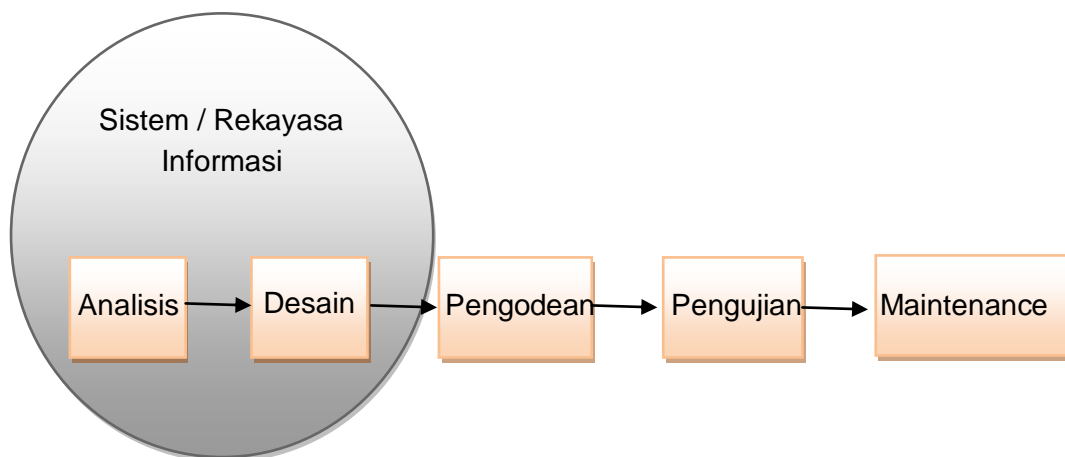 Sistem / Rekayasa
Informasi
Analisis
Desain
Pengodean
Pengujian
Maintenance